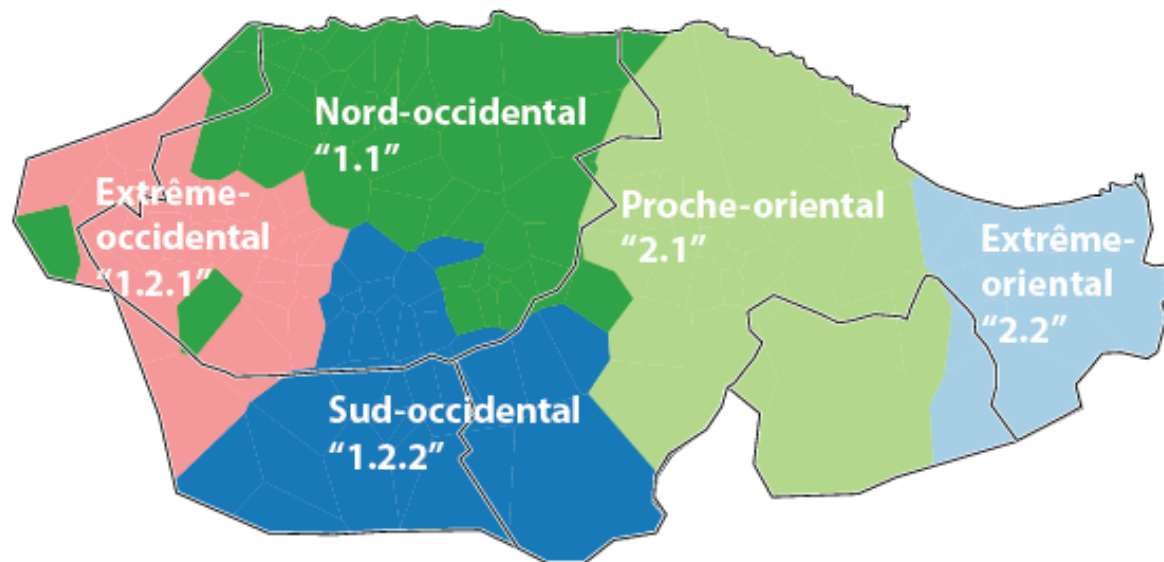 Nord-occidental
“1.1”
Extrême-
occidental
“1.2.1”
Proche-oriental
“2.1”
Extrême-
oriental
“2.2”
Sud-occidental
“1.2.2”